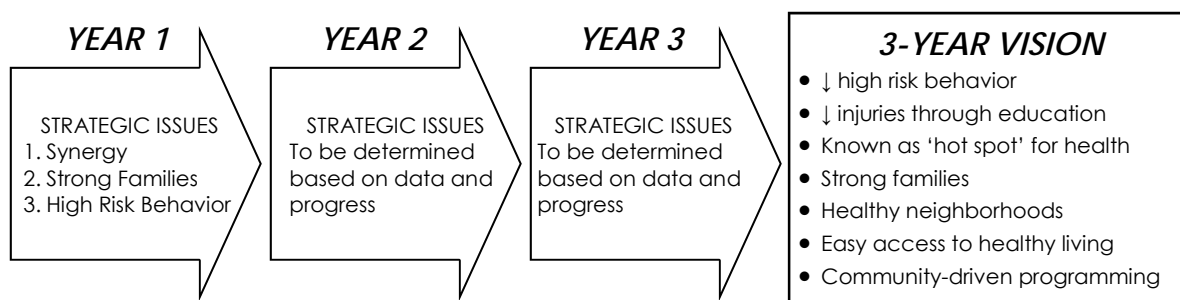 YEAR 1
STRATEGIC ISSUES
1. Synergy
2. Strong Families
3. High Risk Behavior
YEAR 2
STRATEGIC ISSUES
To be determined
based on data and
progress
YEAR 3
STRATEGIC ISSUES
To be determined
based on data and
progress
3-YEAR VISION
• ↓ high risk behavior
• ↓ injuries through education
• Known as ‘hot spot’ for health
• Strong families
• Healthy neighborhoods
• Easy access to healthy living
• Community-driven programming